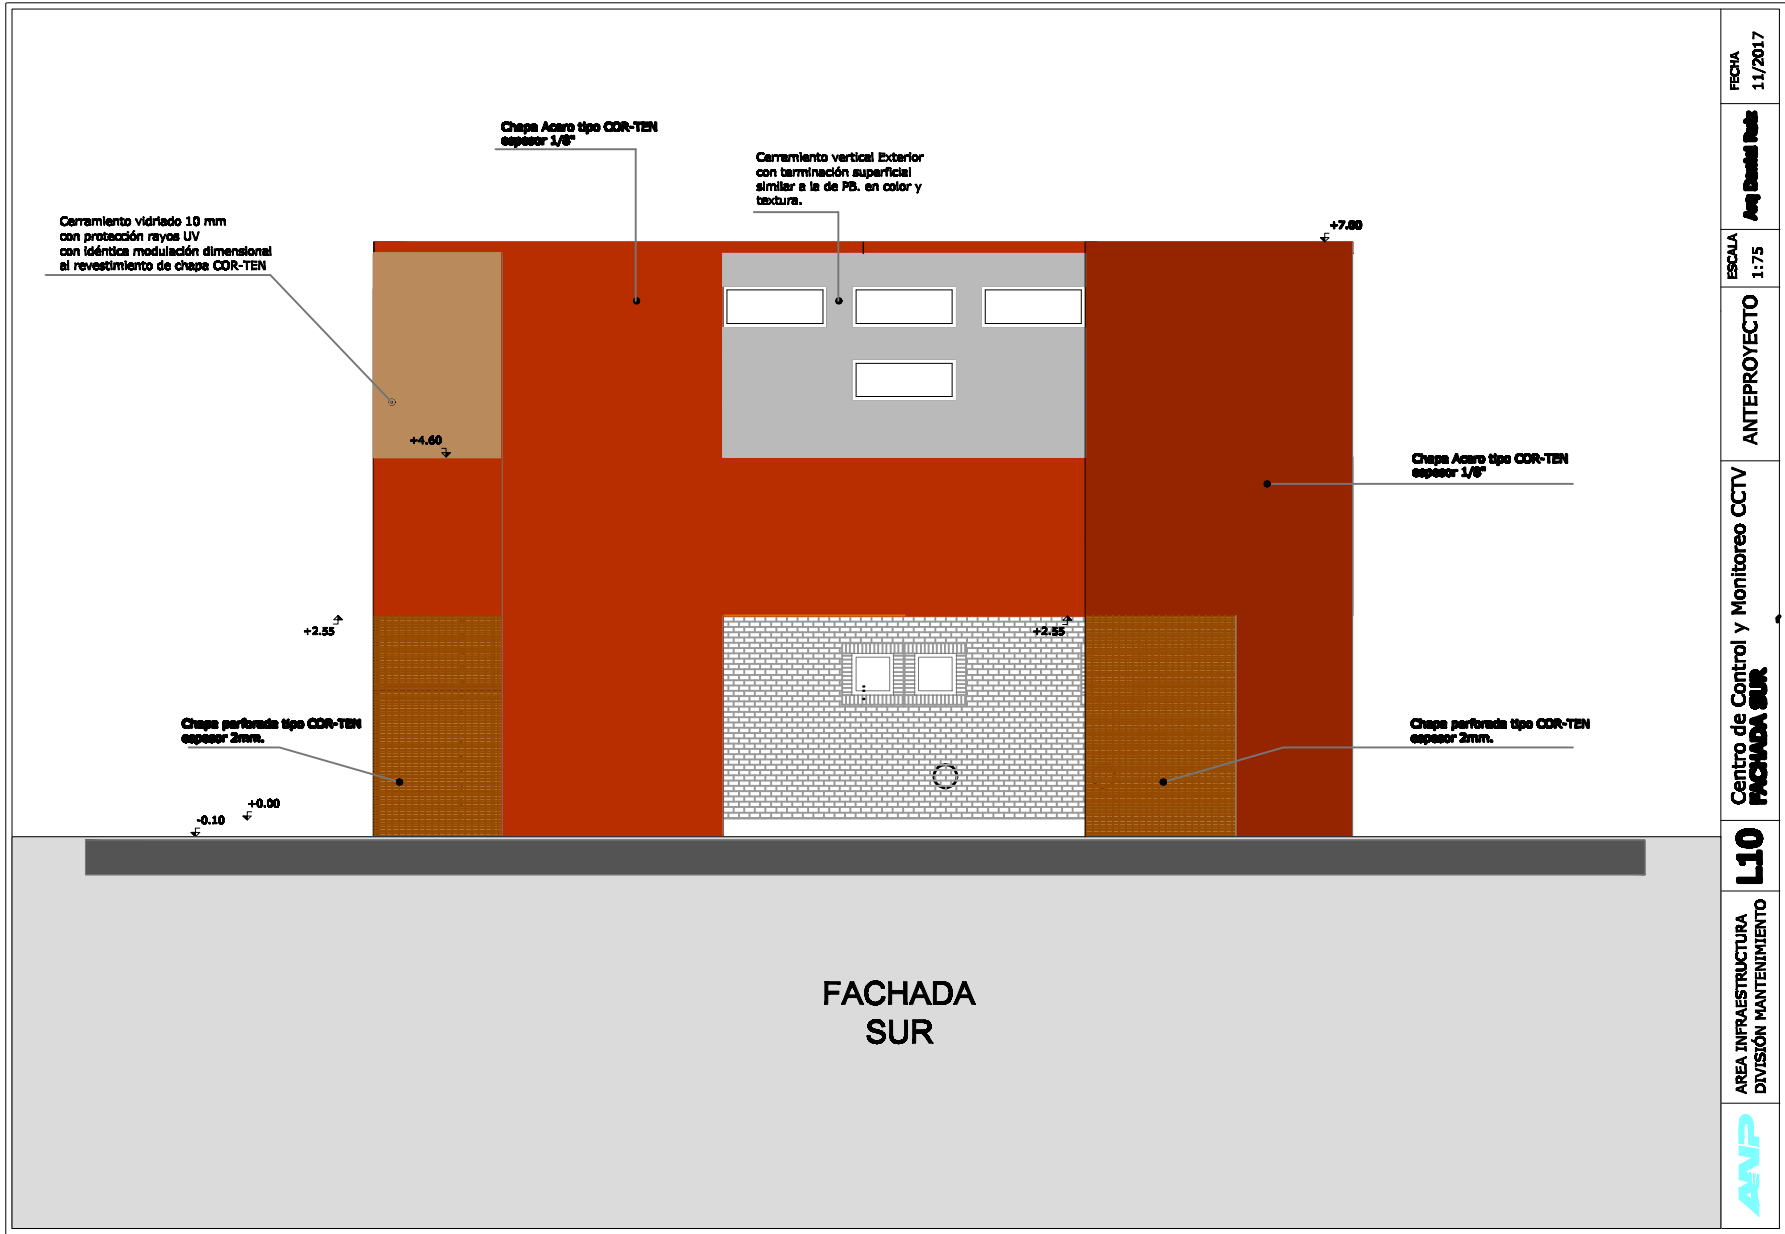 Chapa Acero tipo COR-TEN
espesor 1/8"
Cerramiento vertical Exterior
con terminación superficial
similar a la de PB. en color y
textura.
Cerramiento vidriado 10 mm
con protección rayos UV
con idéntica modulación dimensional
al revestimiento de chapa COR-TEN
+7.80
+4.60
Chapa Acero tipo COR-TEN
espesor 1/8"
+2.55
+2.55
Chapa perforada tipo COR-TEN
espesor 2mm.
Chapa perforada tipo COR-TEN
espesor 2mm.
+0.00
-0.10
FACHADA
SUR
FECHA
11/2017
Arq Daniel Ruiz
ESCALA
1:75
ANTEPROYECTO
Centro de Control y Monitoreo CCTV
FACHADA SUR
L10
AREA INFRAESTRUCTURA
DIVISIÓN MANTENIMIENTO
ANP